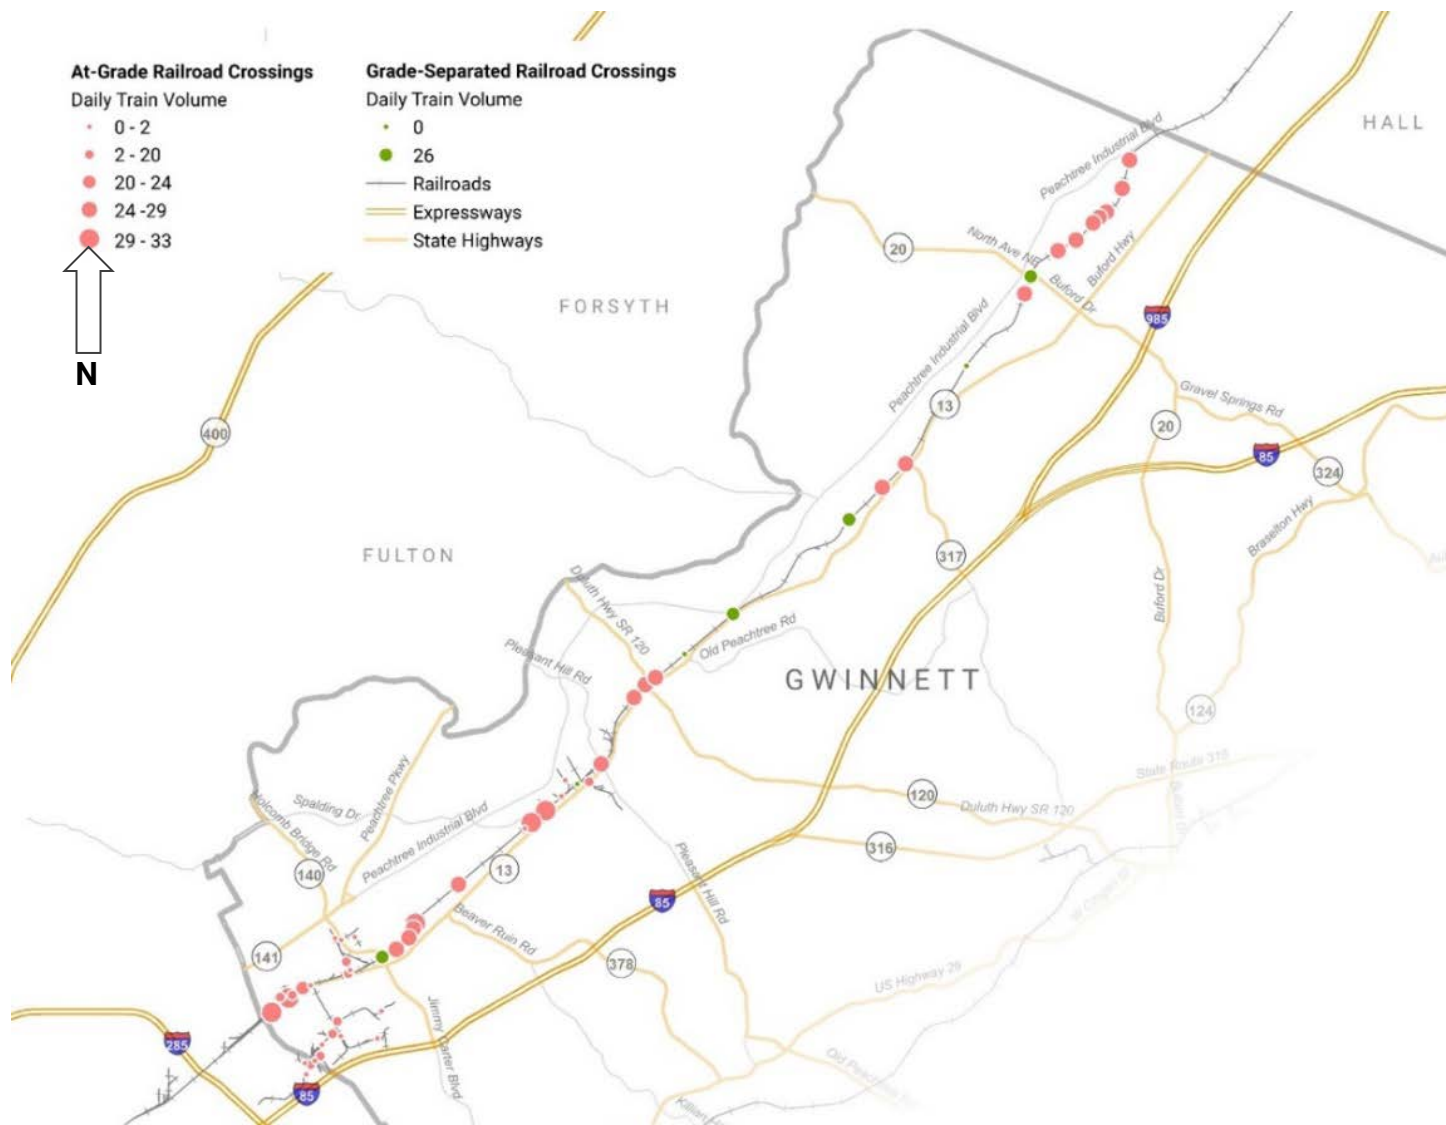 At-Grade Railroad Crossings
Daily Train Volume
0 - 2
2 - 20
20 - 24
24 -29
29 - 33
N
Grade-Separated Railroad Crossings
Daily Train Volume
0
26
Railroads
Expressways
State Highways
HALL
Peachtree Industrial Blvd
20
North Ave NE
Buford Hwy
Buford Dr
FORSYTH
985
Peachtree Industrial Blvd
13
Gravel Springs Rd
400
20
85
324
Braselton Hwy
FULTON
317
Duluth Hwy SR 120
Buford Dr
Old Peachtree Rd
Pleasant Hill Rd
GWINNETT
124
Peachtree Pkwy
State Route 316
Spalding Dr
Holcomb Bridge Rd
Peachtree Industrial Blvd
120
Duluth Hwy SR 120
316
13
140
Pleasant Hill Rd
85
Beaver Ruin Rd
141
378
US Highway 29
Jimmy Carter Blvd
285
85